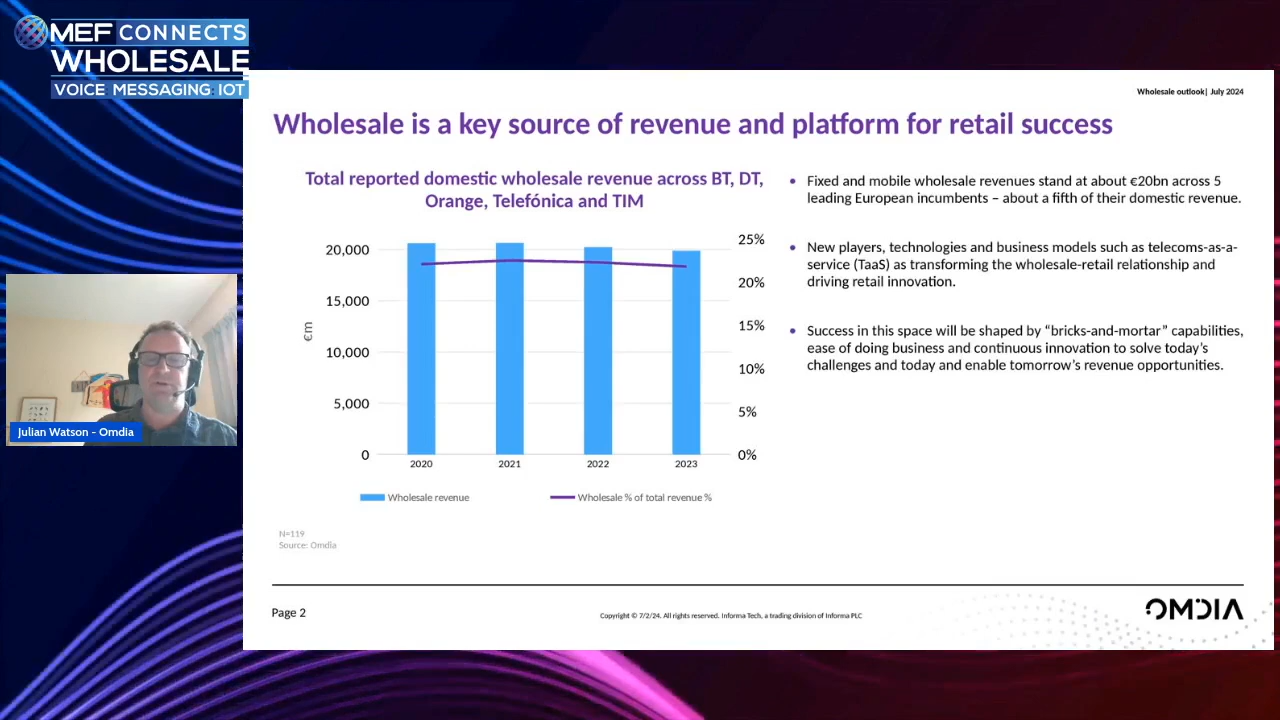 MEF CONNECTS
WHOLESALE
VOICE MESSAGING IOT
Wholesale outlook| July 2024
Wholesale is a key source of revenue and platform for retail success
Total reported domestic wholesale revenue across BT, DT,
Orange, Telefónica and TIM
€m
20,000
15,000
10,000
5,000
0
25%
20%
15%
10%
5%
0%
2020
2021
2022
2023
Wholesale revenue
Wholesale % of total revenue %
• Fixed and mobile wholesale revenues stand at about €20bn across 5
leading European incumbents – about a fifth of their domestic revenue.
• New players, technologies and business models such as telecoms-as-a-
service (TaaS) as transforming the wholesale-retail relationship and
driving retail innovation.
• Success in this space will be shaped by “bricks-and-mortar” capabilities,
ease of doing business and continuous innovation to solve today’s
challenges and today and enable tomorrow’s revenue opportunities.
Julian Watson - Omdia
N=119
Source: Omdia
Page 2
Copyright © 7/2/24. All rights reserved. Informa Tech, a trading division of Informa PLC
OMDIA